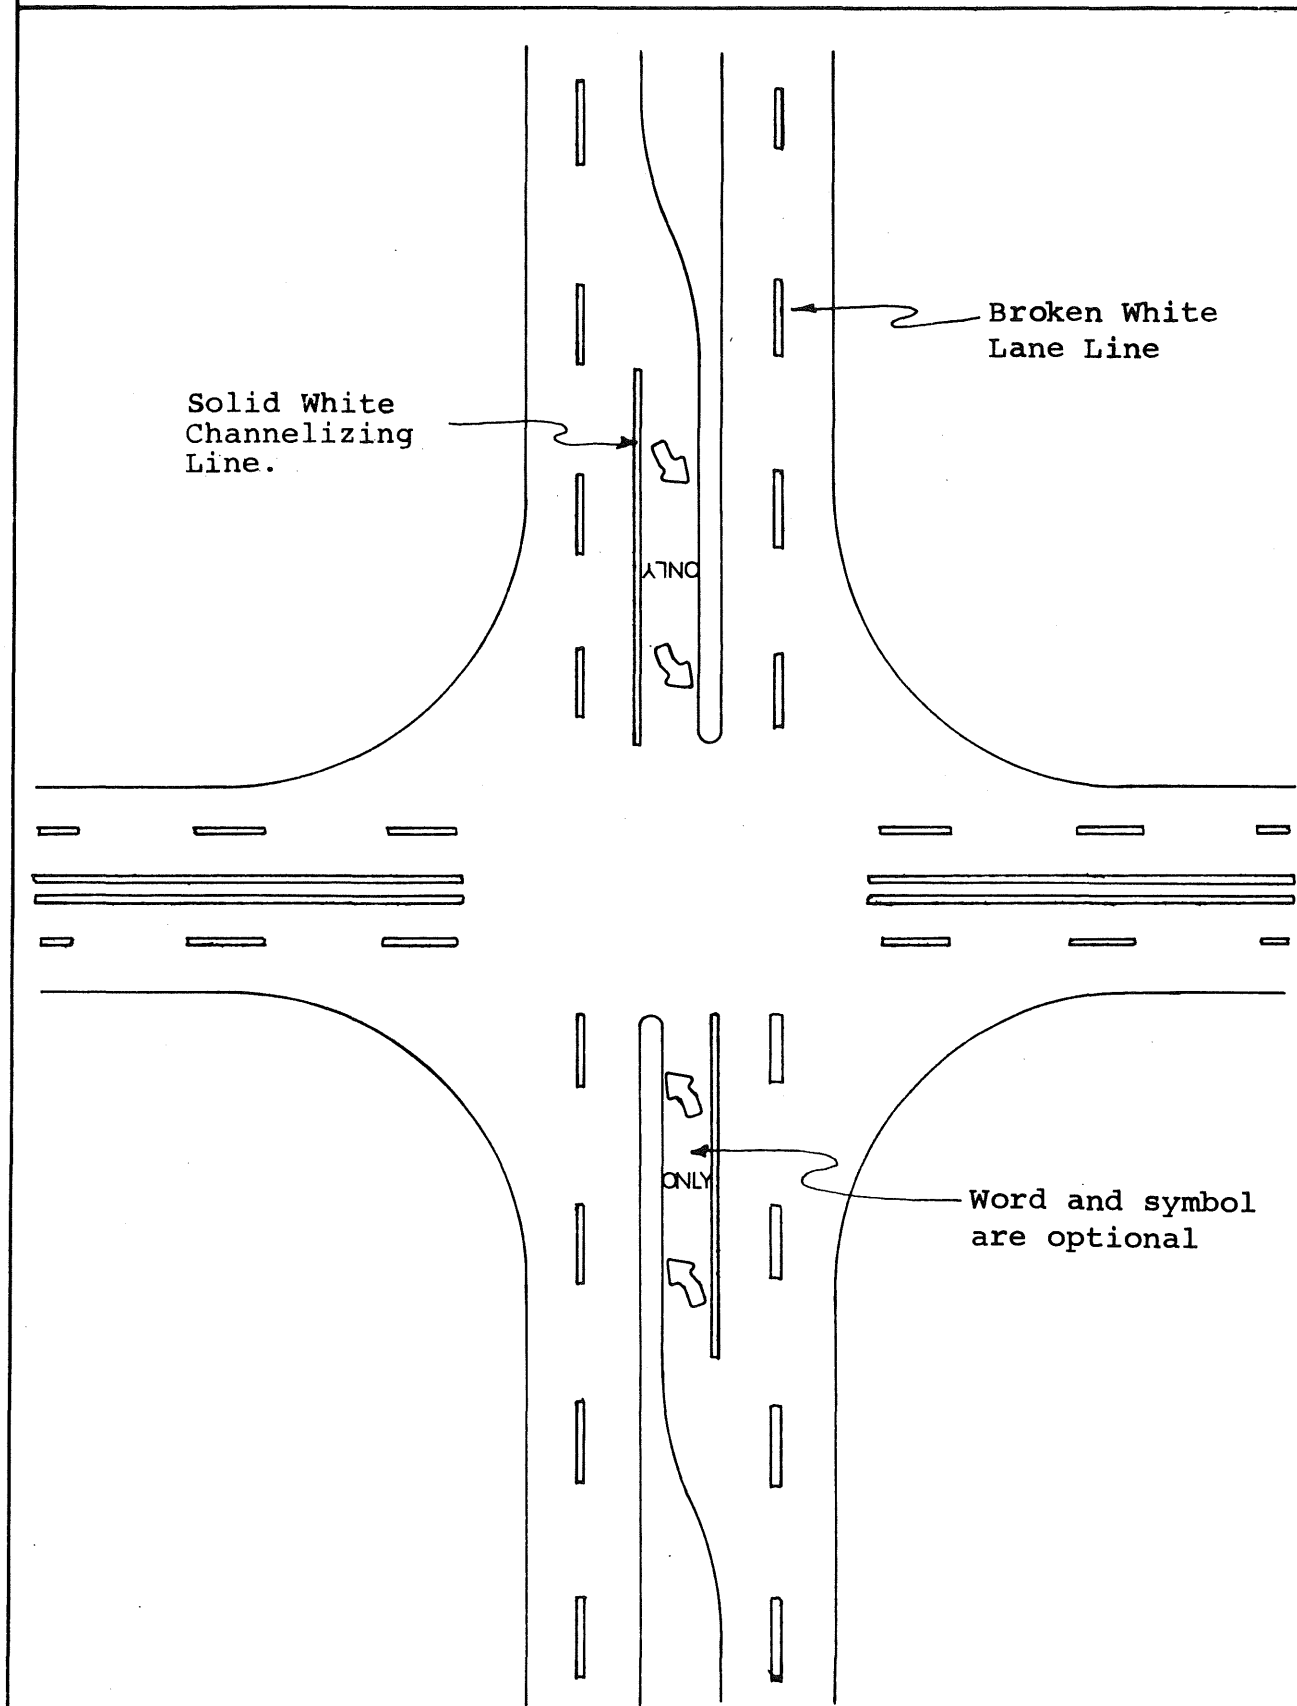 Broken White
Lane Line
Solid White
Channelizing
Line.
ONLY
ONLY
Word and symbol
are optional